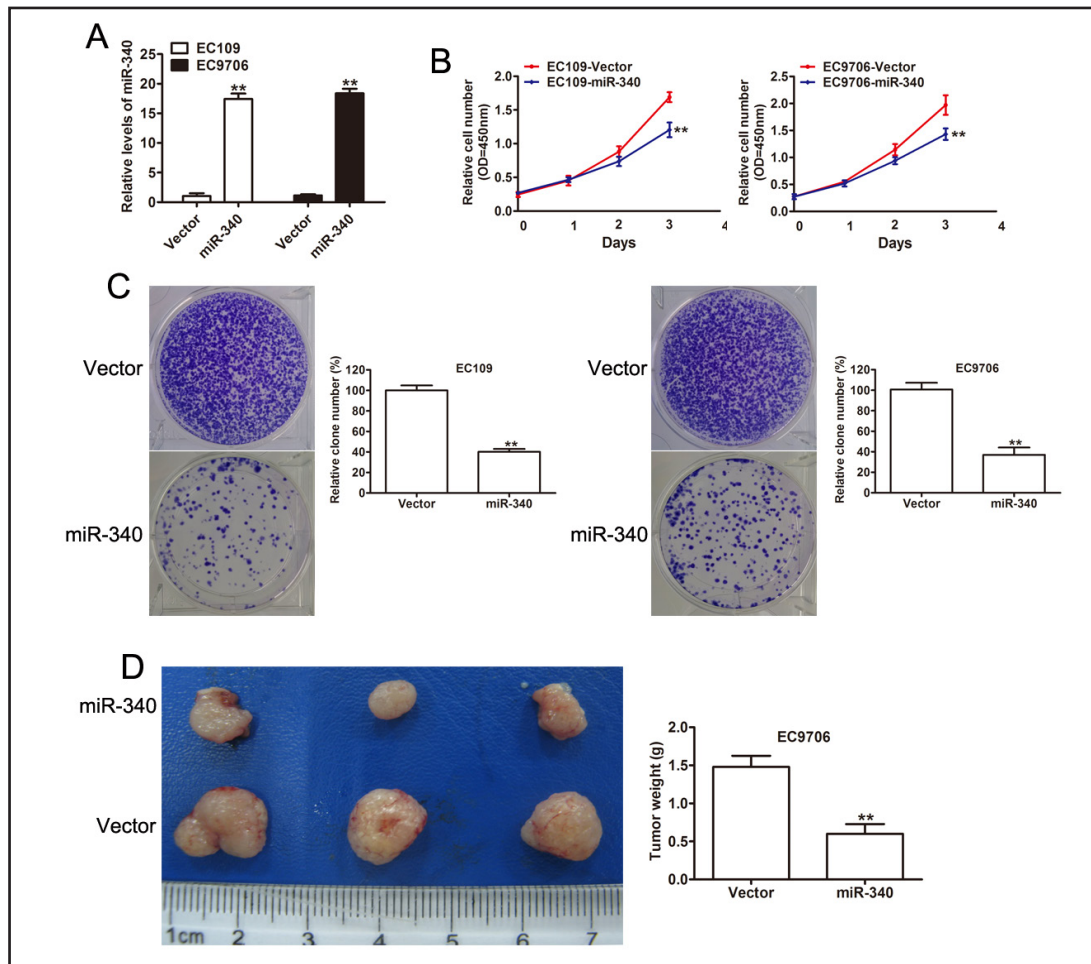 A
EC109
EC9706
Relative levels of miR-340
25
20
15
10
5
0
**
**
Vector
miR-340
Vector
miR-340
B
EC109-Vector
EC109-miR-340
Relative cell number
(OD=450nm)
2.0
1.5
1.0
0.5
0.0
**
0 1 2 3 4
Days
EC9706-Vector
EC9706-miR-340
Relative cell number
(OD=450nm)
2.5
2.0
1.5
1.0
0.5
0.0
**
0 1 2 3 4
Days
C
Vector
miR-340
EC109
Relative clone number (%)
120
100
80
60
40
20
0
**
Vector miR-340
Vector
miR-340
EC9706
Relative clone number (%)
120
100
80
60
40
20
0
**
Vector miR-340
D
miR-340
Vector
1cm 2 3 4 5 6 7
EC9706
Tumor weight (g)
2.0
1.5
1.0
0.5
0.0
**
Vector miR-340